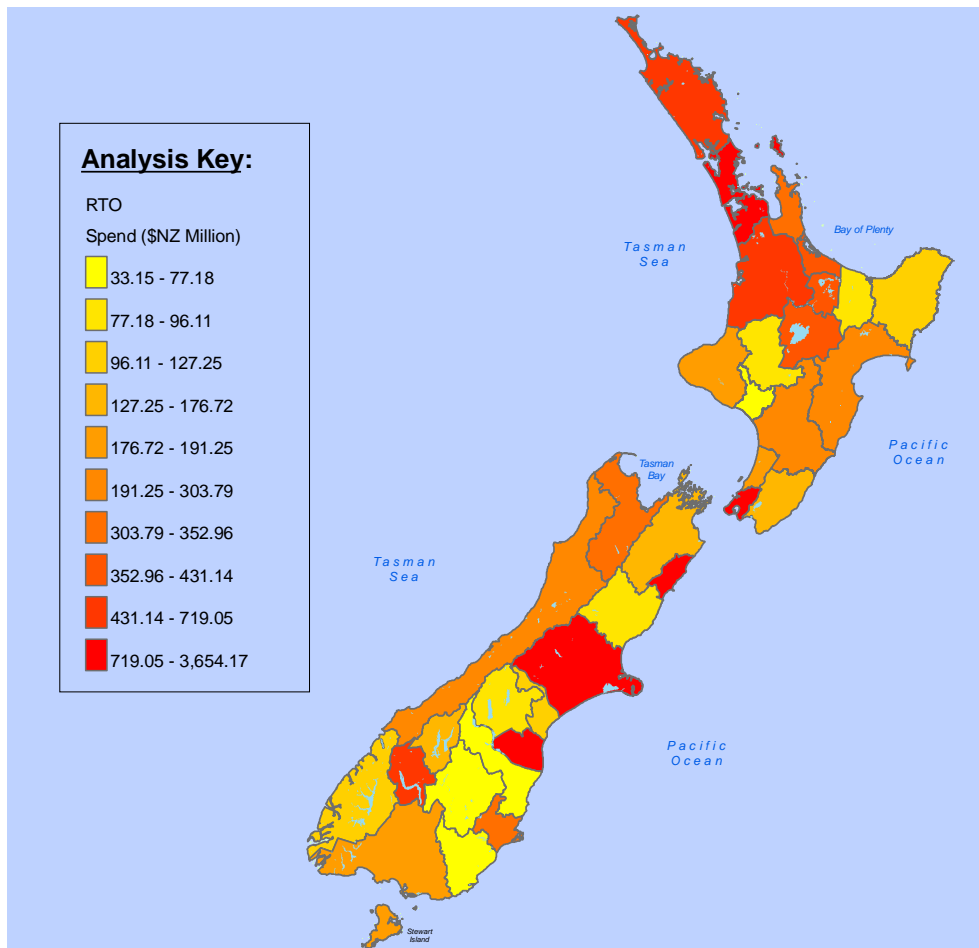 Analysis Key:
RTO
Spend ($NZ Million)
33.15 - 77.18
77.18 - 96.11
96.11 - 127.25
127.25 - 176.72
176.72 - 191.25
191.25 - 303.79
303.79 - 352.96
352.96 - 431.14
431.14 - 719.05
719.05 - 3,654.17
Tasman
Sea
Bay of Plenty
Pacific
Ocean
Tasman
Bay
Tasman
Sea
Pacific
Ocean
Stewart
Island